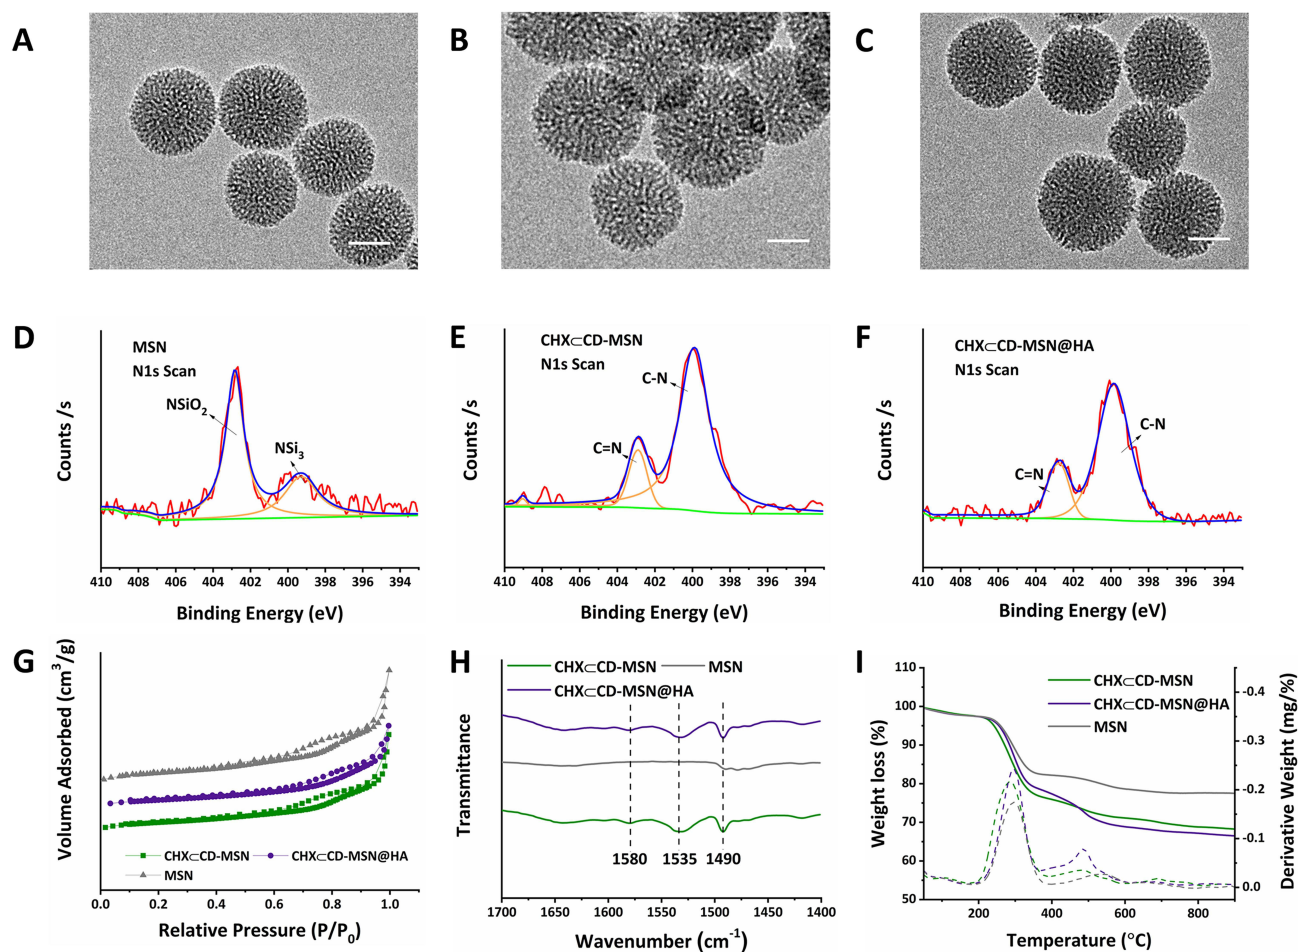 A
B
C
D
MSN
N1s Scan
NSiO2
NSi3
Counts /s
410 408 406 404 402 400 398 396 394
Binding Energy (eV)
E
CHX⊂CD-MSN
N1s Scan
C-N
C=N
Counts /s
410 408 406 404 402 400 398 396 394
Binding Energy (eV)
F
CHX⊂CD-MSN@HA
N1s Scan
C-N
C=N
Counts /s
410 408 406 404 402 400 398 396 394
Binding Energy (eV)
G
Volume Adsorbed (cm3/g)
CHX⊂CD-MSN CHX⊂CD-MSN@HA
MSN
0.0 0.2 0.4 0.6 0.8 1.0
Relative Pressure (P/P0)
H
CHX⊂CD-MSN MSN
CHX⊂CD-MSN@HA
Transmittance
1580 1535 1490
1700 1650 1600 1550 1500 1450 1400
Wavenumber (cm-1)
I
CHX⊂CD-MSN
CHX⊂CD-MSN@HA
MSN
Weight loss (%)
110
100
90
80
70
60
50
Derivative Weight (mg/%)
-0.4
-0.3
-0.2
-0.1
0.0
200 400 600 800
Temperature (°C)